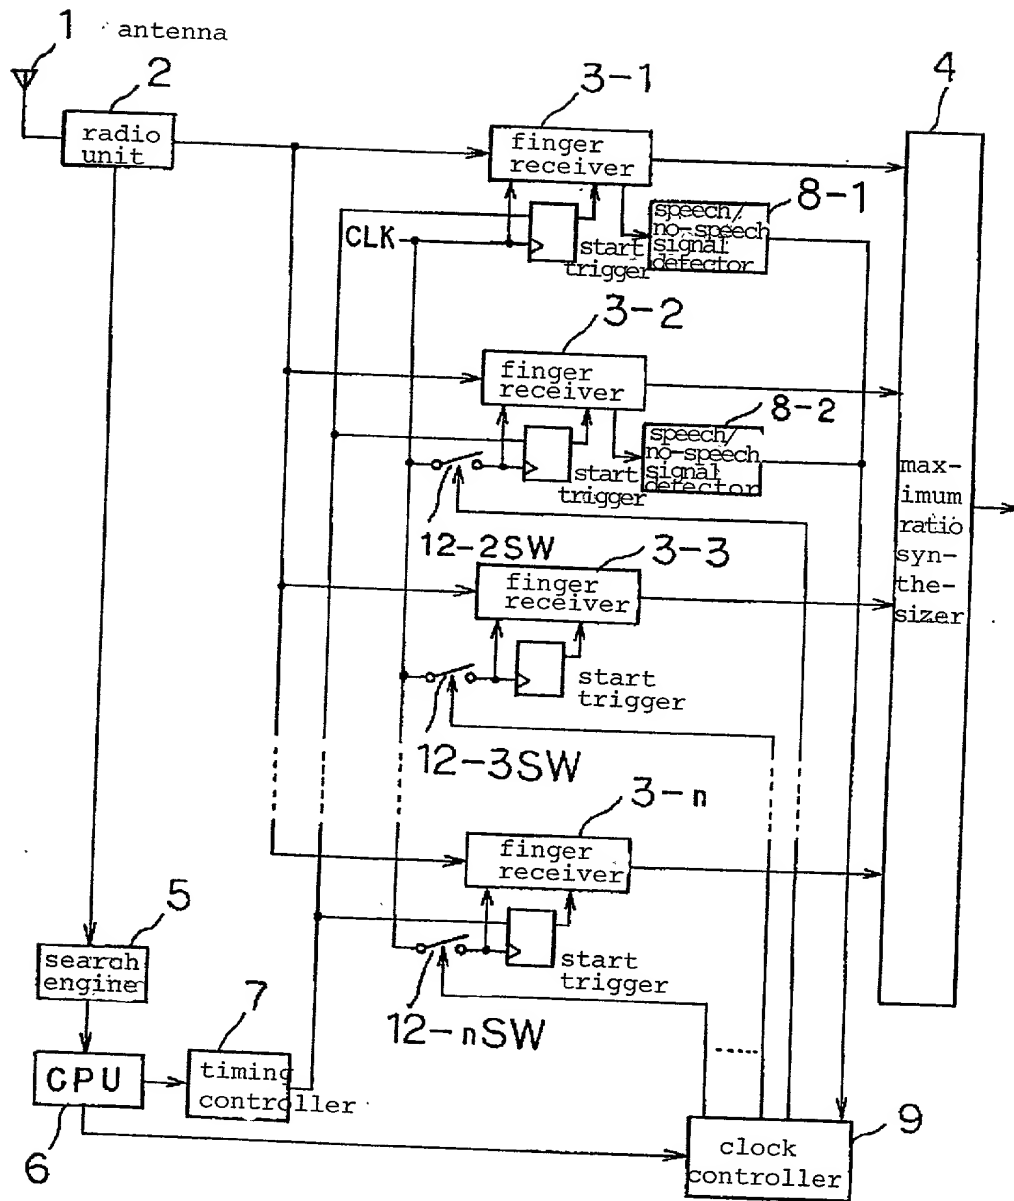 1 antenna
2
radio
unit
3-1
finger
receiver
4
CLK
start
trigger
8-1
speech/
no-speech
signal
defector
3-2
finger
receiver
8-2
speech/
no-speech
signal
defector
start
trigger
12-2SW
3-3
finger
receiver
max-
imum
ratio
syn-
the-
sizer
start
trigger
12-3SW
3-n
finger
receiver
start
trigger
12-nSW
5
search
engine
7
CPU
timing
controller
6
9
clock
controller